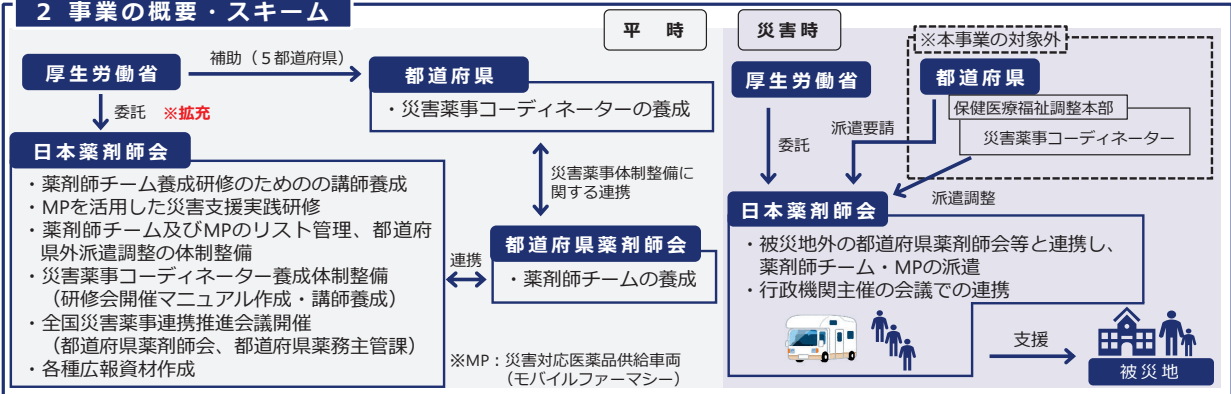 2 事業の概要・スキーム
平 時
厚生労働省
補助（５都道府県）
都道府県
・災害薬事コーディネーターの養成
委託 ※拡充
日本薬剤師会
・薬剤師チーム養成研修のためのの講師養成
・MPを活用した災害支援実践研修
・薬剤師チーム及びMPのリスト管理、都道府
県外派遣調整の体制整備
・災害薬事コーディネーター養成体制整備
（研修会開催マニュアル作成・講師養成）
・全国災害薬事連携推進会議開催
（都道府県薬剤師会、都道府県薬務主管課）
・各種広報資材作成
災害薬事体制整備に
関する連携
連携
都道府県薬剤師会
・薬剤師チームの養成
※MP：災害対応医薬品供給車両
（モバイルファーマシー）
災害時
※本事業の対象外
厚生労働省
都道府県
保健医療福祉調整本部
災害薬事コーディネーター
委託
派遣要請
派遣調整
日本薬剤師会
・被災地外の都道府県薬剤師会等と連携し、
薬剤師チーム・MPの派遣
・行政機関主催の会議での連携
支援
被災地